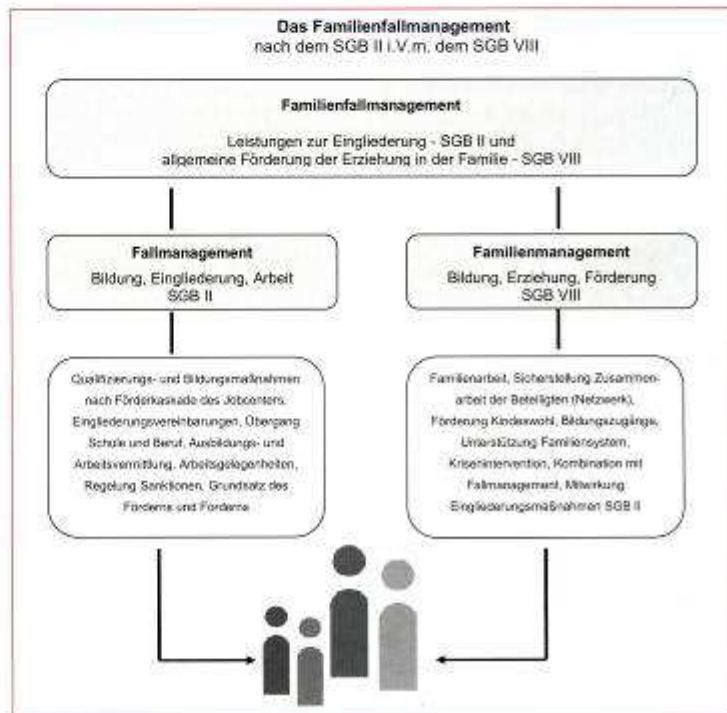 Das Familienfallmanagement
nach dem SGB II i.V.m. dem SGB VIII
Familienfallmanagement
Leistungen zur Eingliederung - SGB II und
allgemeine Förderung der Erziehung in der Familie - SGB VIII
Fallmanagement
Bildung, Eingliederung, Arbeit
SGB II
Familienmanagement
Bildung, Erziehung, Förderung
SGB VIII
Qualifizierungs- und Bildungsmaßnahmen
nach Förderkaskade des Jobcenters,
Eingliederungsvereinbarungen, Übergang
Schule und Beruf, Ausbildungs- und
Arbeitsvermittlung, Arbeitsgelegenheiten,
Regelung Sanktionen, Grundsatz des
Förderns und Forderns
Familienarbeit, Sicherstellung Zusammen-
arbeit der Beteiligten (Netzwerk),
Förderung Kindeswohl, Bildungszugänge,
Unterstützung Familiensystem,
Krisenintervention, Kombination mit
Fallmanagement, Mitwirkung
Eingliederungsmaßnahmen SGB II